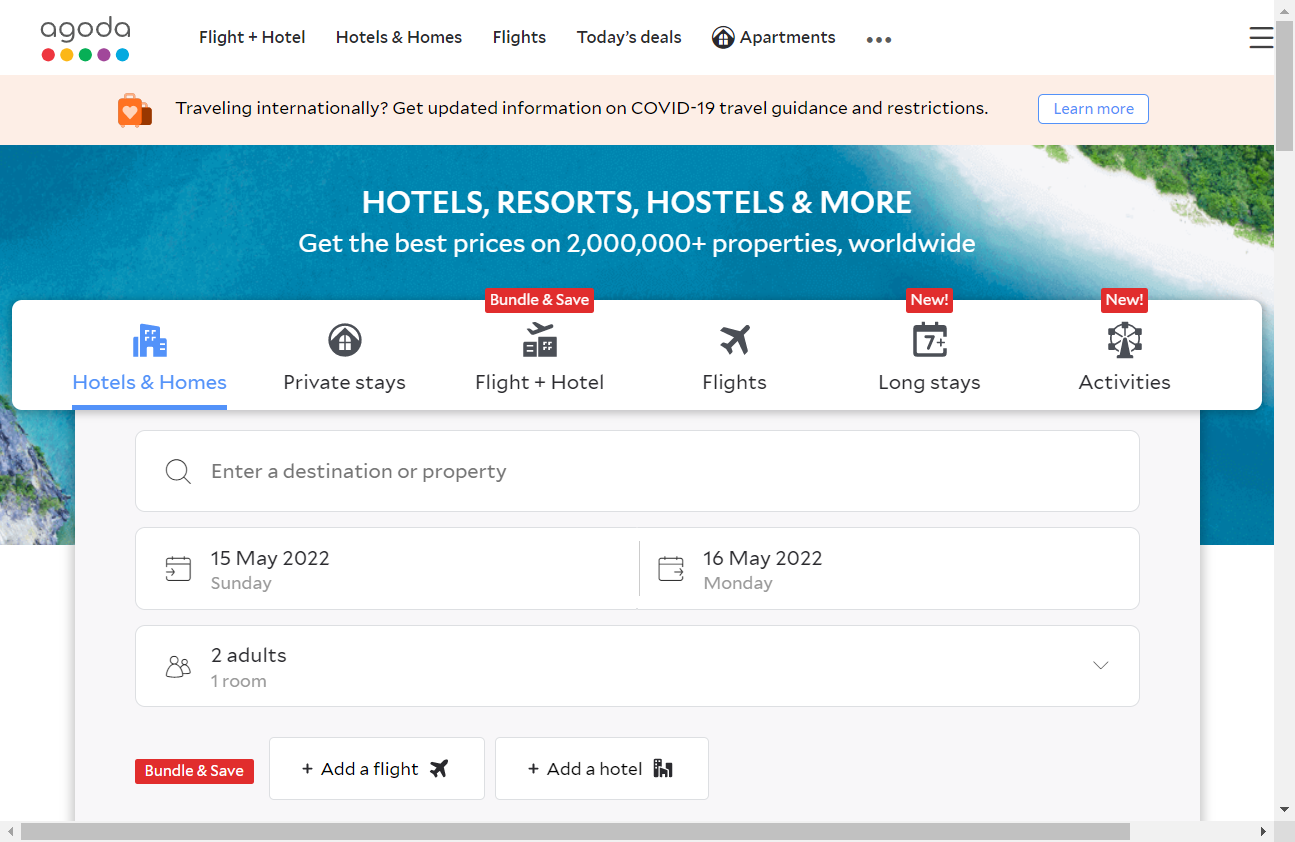 agoda
Flight + Hotel
Hotels & Homes
Flights
Today's deals
Apartments
Traveling internationally? Get updated information on COVID-19 travel guidance and restrictions.
Learn more
HOTELS, RESORTS, HOSTELS & MORE
Get the best prices on 2,000,000+ properties, worldwide
Hotels & Homes
Private stays
Bundle & Save
Flight + Hotel
Flights
New!
7+
Long stays
New!
Activities
Enter a destination or property
15 May 2022
Sunday
16 May 2022
Monday
2 adults
1 room
Bundle & Save
+ Add a flight
+ Add a hotel